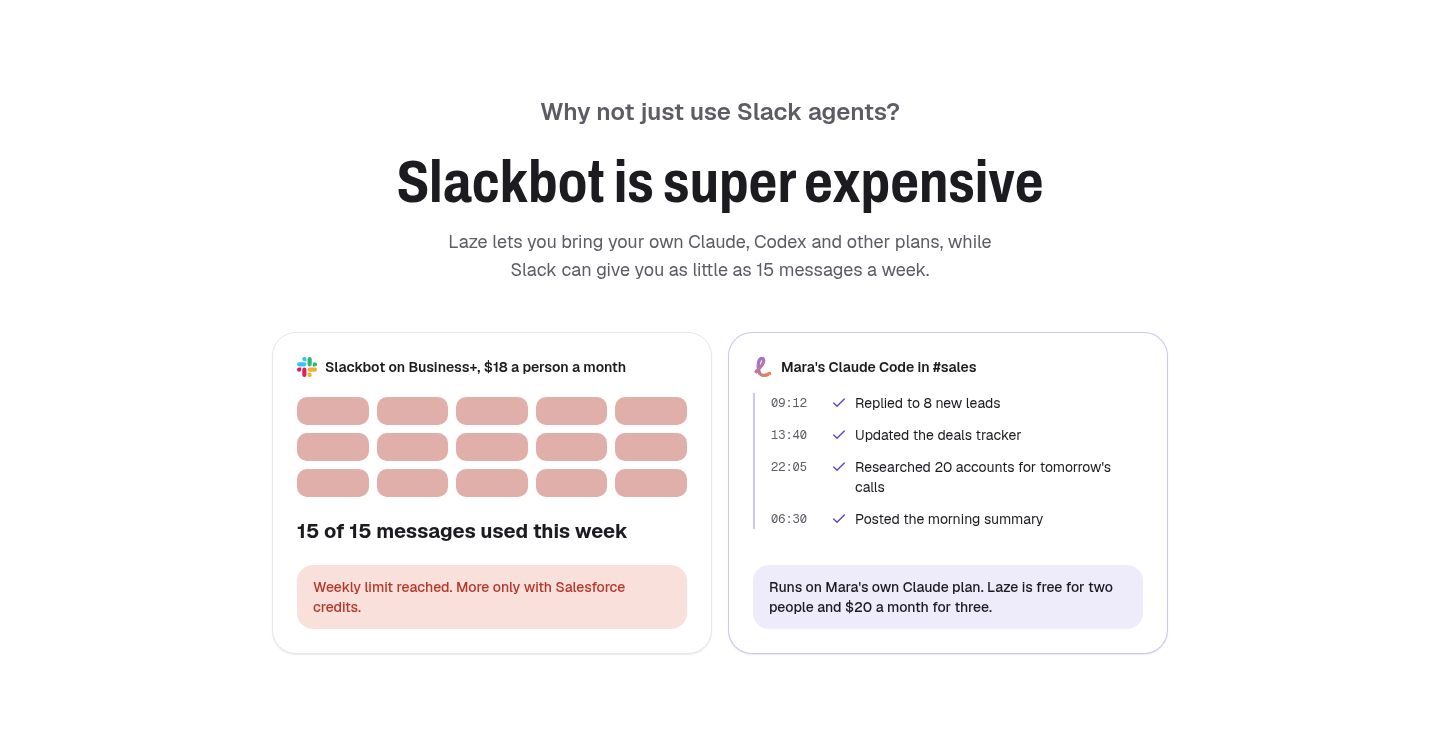 Why not just use Slack agents?
Slackbot is super expensive
Laze lets you bring your own Claude, Codex and other plans, while
Slack can give you as little as 15 messages a week.
Slackbot on Business+, $18 a person a month
15 of 15 messages used this week
Weekly limit reached. More only with Salesforce
credits.
Mara's Claude Code in #sales
09:12 Replied to 8 new leads
13:40 Updated the deals tracker
22:05 Researched 20 accounts for tomorrow's
calls
06:30 Posted the morning summary
Runs on Mara's own Claude plan. Laze is free for two
people and $20 a month for three.